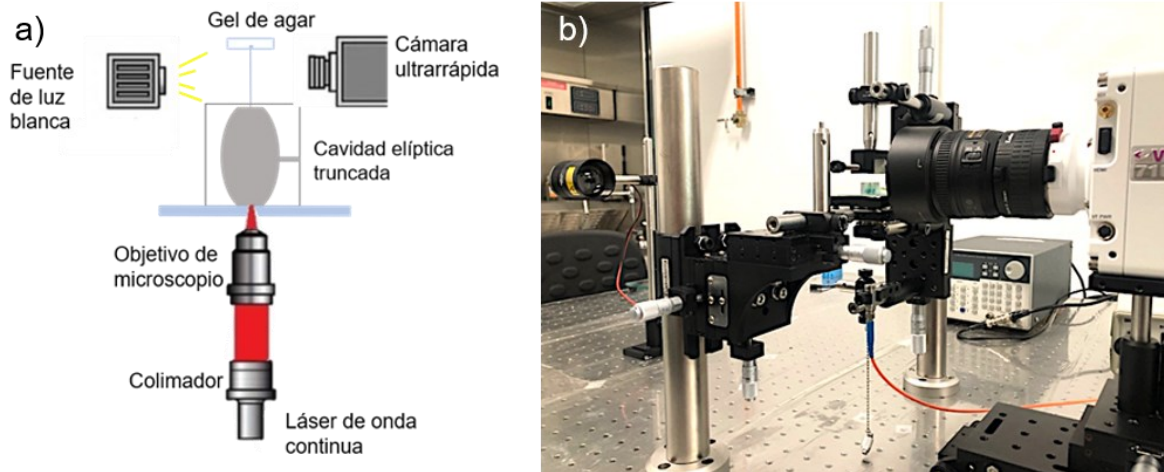 a)
Gel de agar
Fuente
de luz
blanca
Cámara
ultrarrápida
Cavidad elíptica
truncada
Objetivo de
microscopio
Colimador
Láser de onda
continua
b)